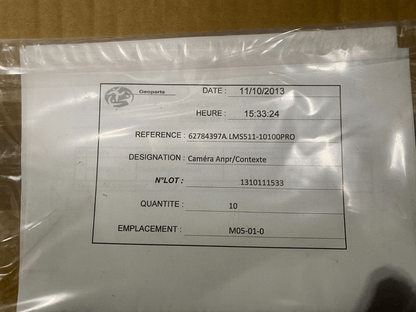 Geoparts
DATE : 11/10/2013
HEURE : 15:33:24
REFERENCE : 62784397A.LMS511-10100PRO
DESIGNATION : Caméra Anpr/Contexte
N°LOT : 1310111533
QUANTITE : 10
EMPLACEMENT : M05-01-0